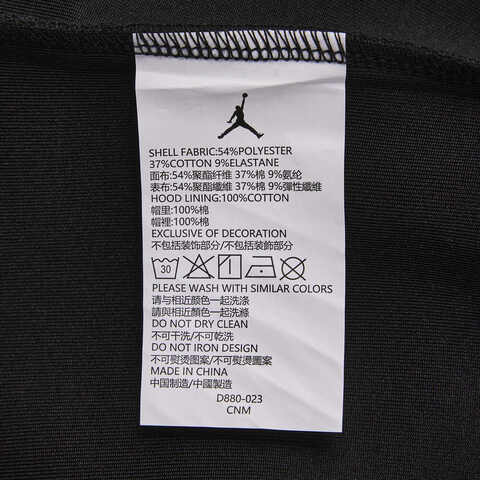 SHELL FABRIC:54%POLYESTER
37%COTTON 9%ELASTANE
面布:54%聚酯纤维 37%棉 9%氨纶
表布:54%聚酯纖維 37%棉 9%彈性纖維
HOOD LINING:100%COTTON
帽里:100%棉
帽裡:100%棉
EXCLUSIVE OF DECORATION
不包括装饰部分/不包括裝飾部分
30
PLEASE WASH WITH SIMILAR COLORS
请与相近颜色一起洗涤
請與相近顏色一起洗滌
DO NOT DRY CLEAN
不可干洗/不可乾洗
DO NOT IRON DESIGN
不可熨烫图案/不可熨燙圖案
MADE IN CHINA
中国制造/中國製造
D880-023
CNM